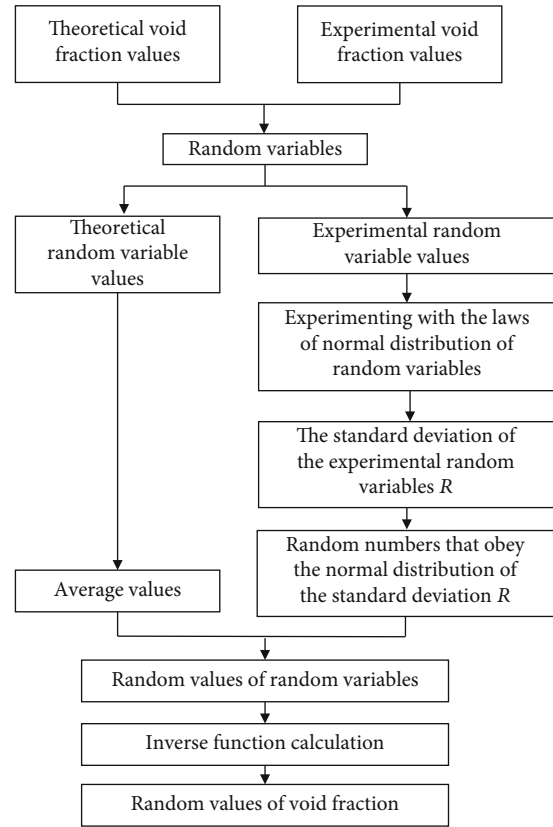 Theoretical void
fraction values
Experimental void
fraction values
Random variables
Theoretical
random variable
values
Experimental random
variable values
Experimenting with the laws
of normal distribution of
random variables
The standard deviation of
the experimental random
variables R
Random numbers that obey
the normal distribution of
the standard deviation R
Average values
Random values of random variables
Inverse function calculation
Random values of void fraction